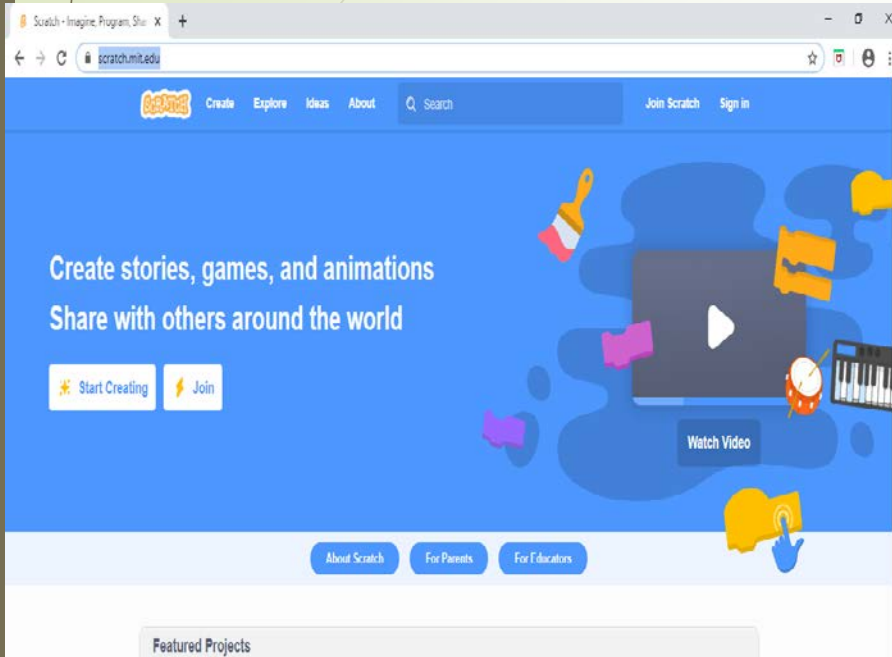 Scratch - Imagine, Program, Sha
scratch.mit.edu
SCRATCH Create Explore Ideas About Search Join Scratch Sign in
Create stories, games, and animations
Share with others around the world
Start Creating Join
Watch Video
About Scratch For Parents For Educators
Featured Projects